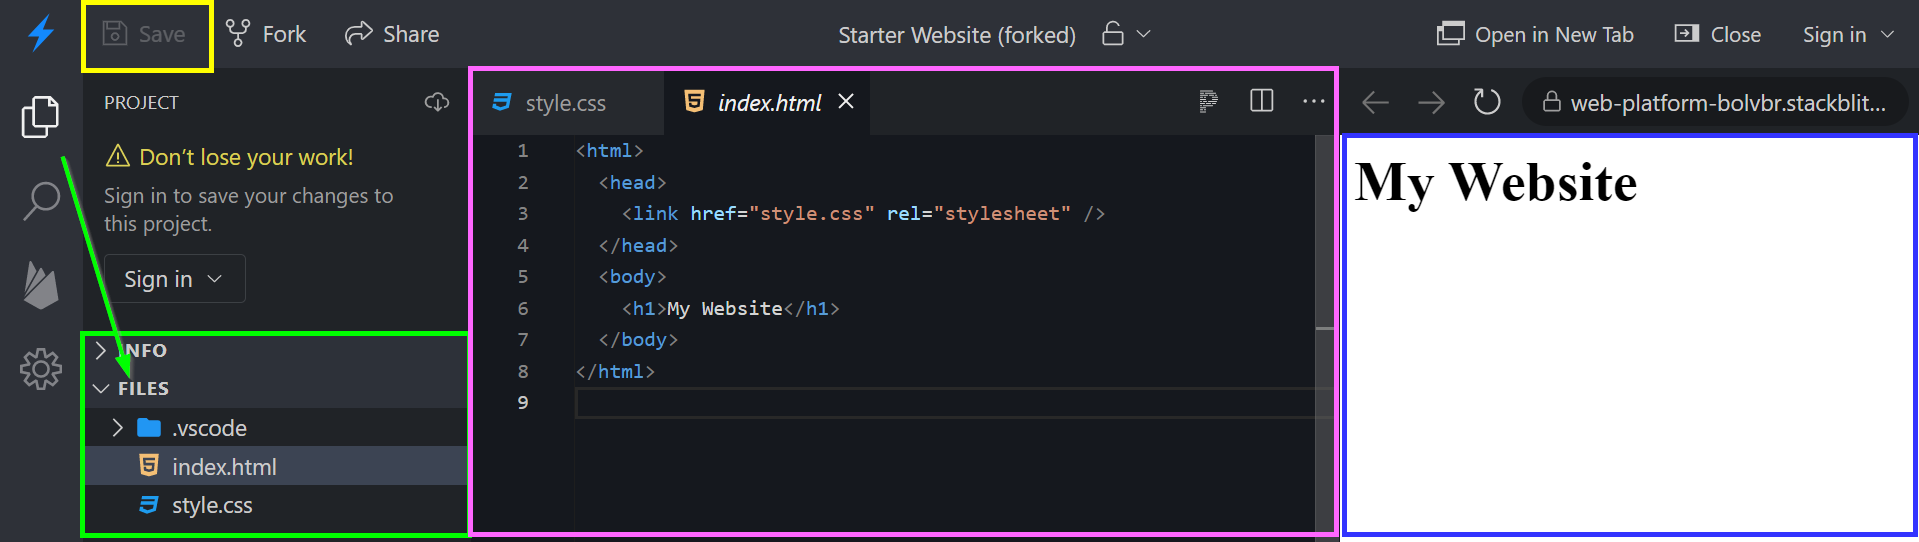 Save Fork Share Starter Website (forked) Open in New Tab Close Sign in
PROJECT
Don't lose your work!
Sign in to save your changes to
this project.
Sign in
INFO
FILES
.vscode
index.html
style.css
style.css index.html
1 <html>
2   <head>
3     <link href="style.css" rel="stylesheet" />
4   </head>
5   <body>
6     <h1>My Website</h1>
7   </body>
8 </html>
9
web-platform-bolvbr.stackblit...
My Website